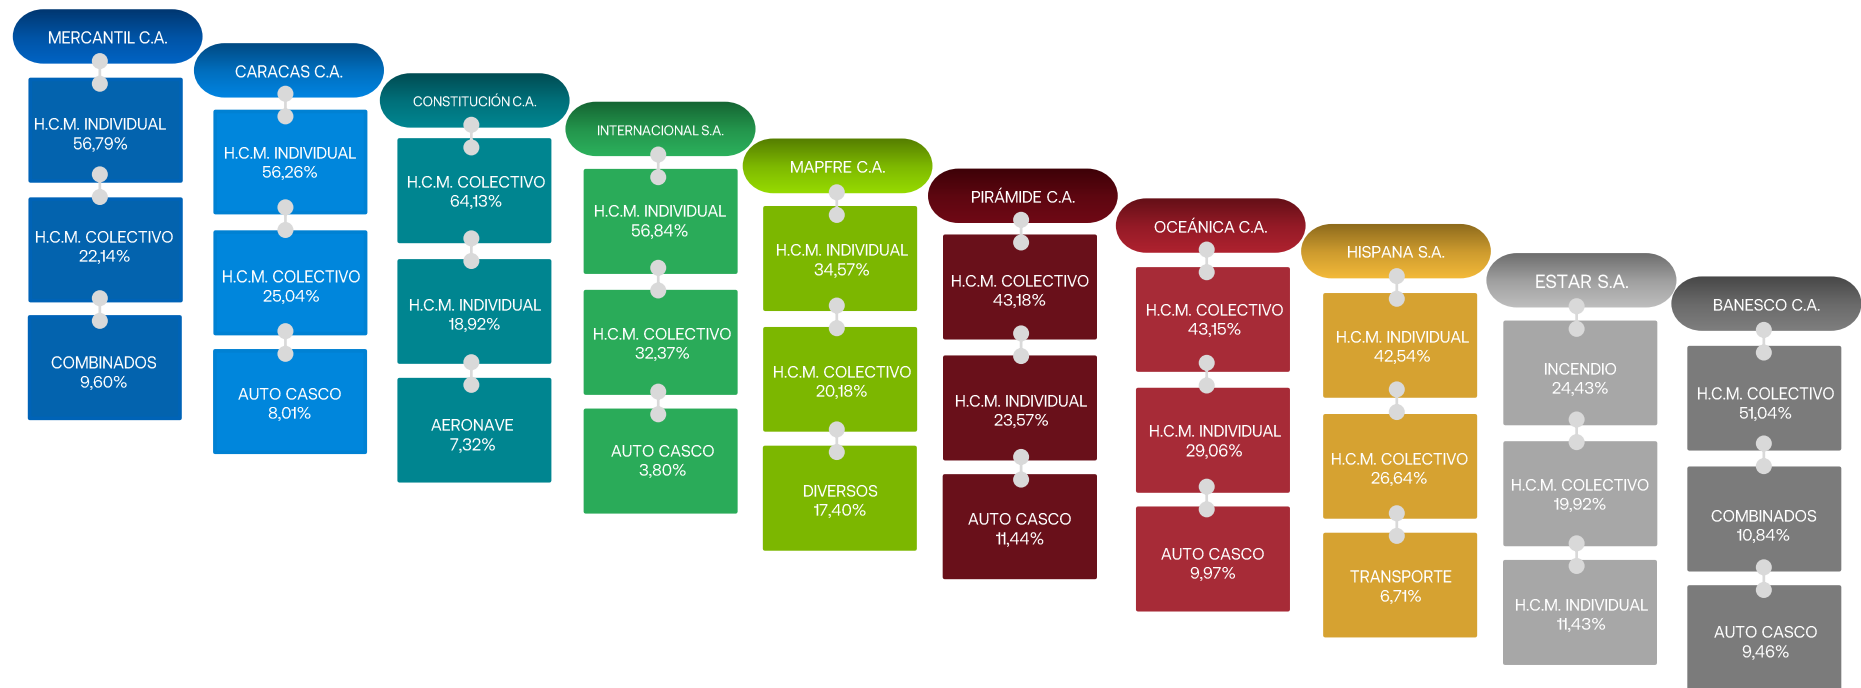 MERCANTIL C.A.
H.C.M. INDIVIDUAL
56,79%
H.C.M. COLECTIVO
22,14%
COMBINADOS
9,60%
CARACAS C.A.
H.C.M. INDIVIDUAL
56,26%
H.C.M. COLECTIVO
25,04%
AUTO CASCO
8,01%
CONSTITUCIÓN C.A.
H.C.M. COLECTIVO
64,13%
H.C.M. INDIVIDUAL
18,92%
AERONAVE
7,32%
INTERNACIONAL S.A.
H.C.M. INDIVIDUAL
56,84%
H.C.M. COLECTIVO
32,37%
AUTO CASCO
3,80%
MAPFRE C.A.
H.C.M. INDIVIDUAL
34,57%
H.C.M. COLECTIVO
20,18%
DIVERSOS
17,40%
PIRÁMIDE C.A.
H.C.M. COLECTIVO
43,18%
H.C.M. INDIVIDUAL
23,57%
AUTO CASCO
11,44%
OCEÁNICA C.A.
H.C.M. COLECTIVO
43,15%
H.C.M. INDIVIDUAL
29,06%
AUTO CASCO
9,97%
HISPANA S.A.
H.C.M. INDIVIDUAL
42,54%
H.C.M. COLECTIVO
26,64%
TRANSPORTE
6,71%
ESTAR S.A.
INCENDIO
24,43%
H.C.M. COLECTIVO
19,92%
H.C.M. INDIVIDUAL
11,43%
BANESCO C.A.
H.C.M. COLECTIVO
51,04%
COMBINADOS
10,84%
AUTO CASCO
9,46%